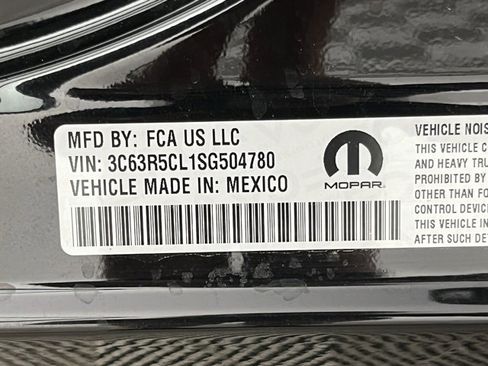 MFD BY: FCA US LLC
VIN: 3C63R5CL1SG504780
VEHICLE MADE IN: MEXICO
MOPAR
VEHICLE NOIS
THIS VEHICLE C
AND HEAVY TRU
PROHIBITED BY
OTHER THAN FO
CONTROL DEVIC
THIS VEHICLE IN
AFTER SUCH DE